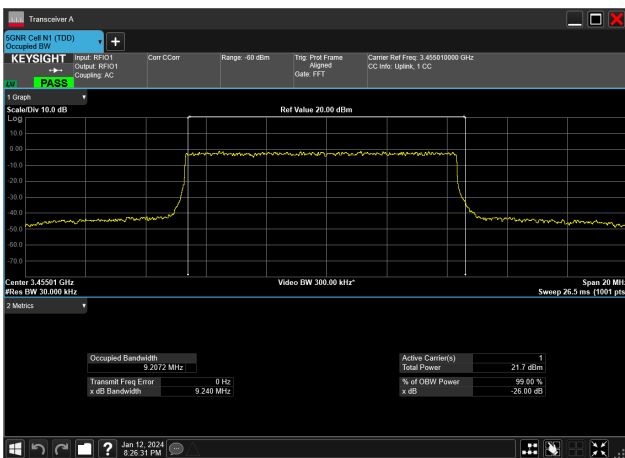 Transceiver A
5GNR Cell N1 (TDD)
Occupied BW
KEYSIGHT
PASS
Input: RFIO1
Output: RFIO1
Coupling: AC
Corr CCorr
Range: -60 dBm
Trig: Prot Frame
Aligned
Gate: FFT
Carrier Ref Freq: 3.455010000 GHz
CC Info: Uplink, 1 CC
1 Graph
Scale/Div 10.0 dB
Ref Value 20.00 dBm
Log
10.0
0.00
-10.0
-20.0
-30.0
-40.0
-50.0
-60.0
-70.0
Center 3.45501 GHz
Video BW 300.00 kHz*
Span 20 MHz
#Res BW 30.000 kHz
Sweep 26.5 ms (1001 pts
2 Metrics
Occupied Bandwidth
9.2072 MHz
Transmit Freq Error 0 Hz
x dB Bandwidth 9.240 MHz
Active Carrier(s) 1
Total Power 21.7 dBm
% of OBW Power 99.00 %
x dB -26.00 dB
Jan 12, 2024
8:26:31 PM